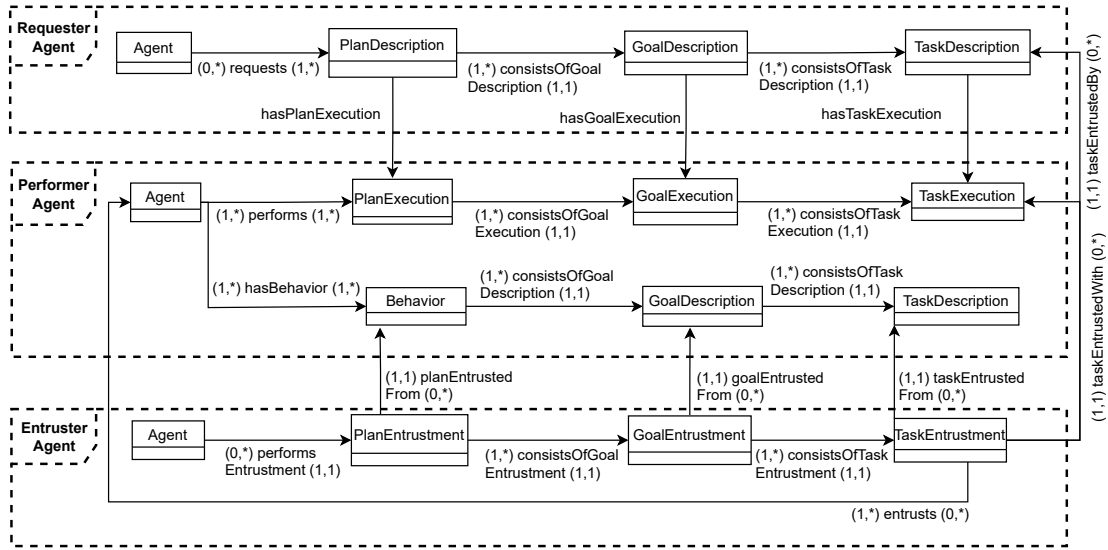 Requester
Agent
Agent
PlanDescription
GoalDescription
TaskDescription
(0,*) requests (1,*)
(1,*) consistsOfGoal
Description (1,1)
(1,*) consistsOfTask
Description (1,1)
hasPlanExecution
hasGoalExecution
hasTaskExecution
(1,1) taskEntrustedBy (0,*)
Performer
Agent
Agent
PlanExecution
GoalExecution
TaskExecution
(1,*) performs (1,*)
(1,*) consistsOfGoal
Execution (1,1)
(1,*) consistsOfTask
Execution (1,1)
(1,*) hasBehavior (1,*)
Behavior
(1,*) consistsOfGoal
Description (1,1)
GoalDescription
(1,*) consistsOfTask
Description (1,1)
TaskDescription
(1,1) taskEntrustedWith (0,*)
(1,1) planEntrusted
From (0,*)
(1,1) goalEntrusted
From (0,*)
(1,1) taskEntrusted
From (0,*)
Entruster
Agent
Agent
PlanEntrustment
GoalEntrustment
TaskEntrustment
(0,*) performs
Entrustment (1,1)
(1,*) consistsOfGoal
Entrustment (1,1)
(1,*) consistsOfTask
Entrustment (1,1)
(1,*) entrusts (0,*)